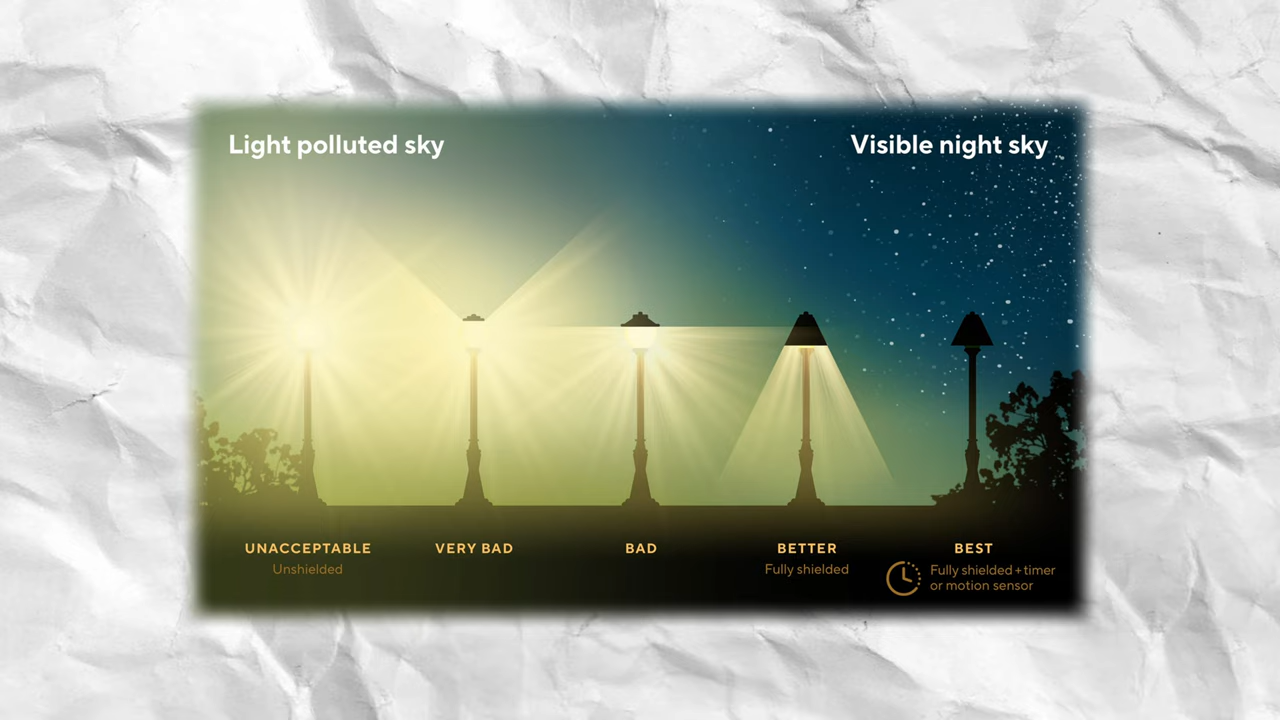 Light polluted sky
Visible night sky
UNACCEPTABLE
Unshielded
VERY BAD
BAD
BETTER
Fully shielded
BEST
Fully shielded + timer
or motion sensor